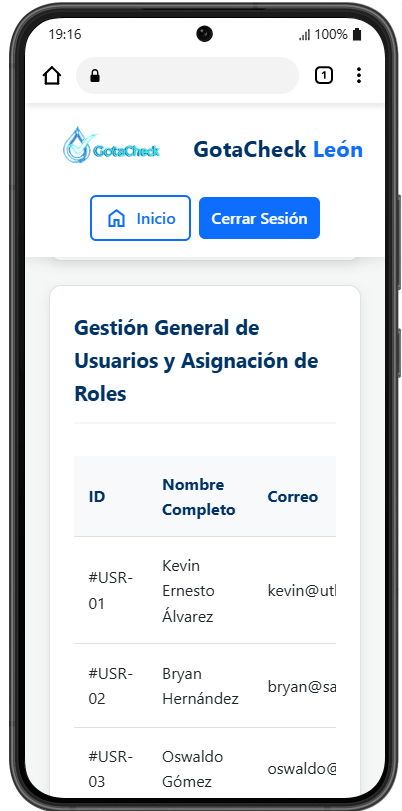 19:16
100%
1
GotaCheck
GotaCheck León
Inicio
Cerrar Sesión
Gestión General de
Usuarios y Asignación de
Roles
ID
Nombre
Completo
Correo
#USR-
01
Kevin
Ernesto
Álvarez
kevin@utl
#USR-
02
Bryan
Hernández
bryan@sa
#USR-
03
Oswaldo
Gómez
oswaldo@